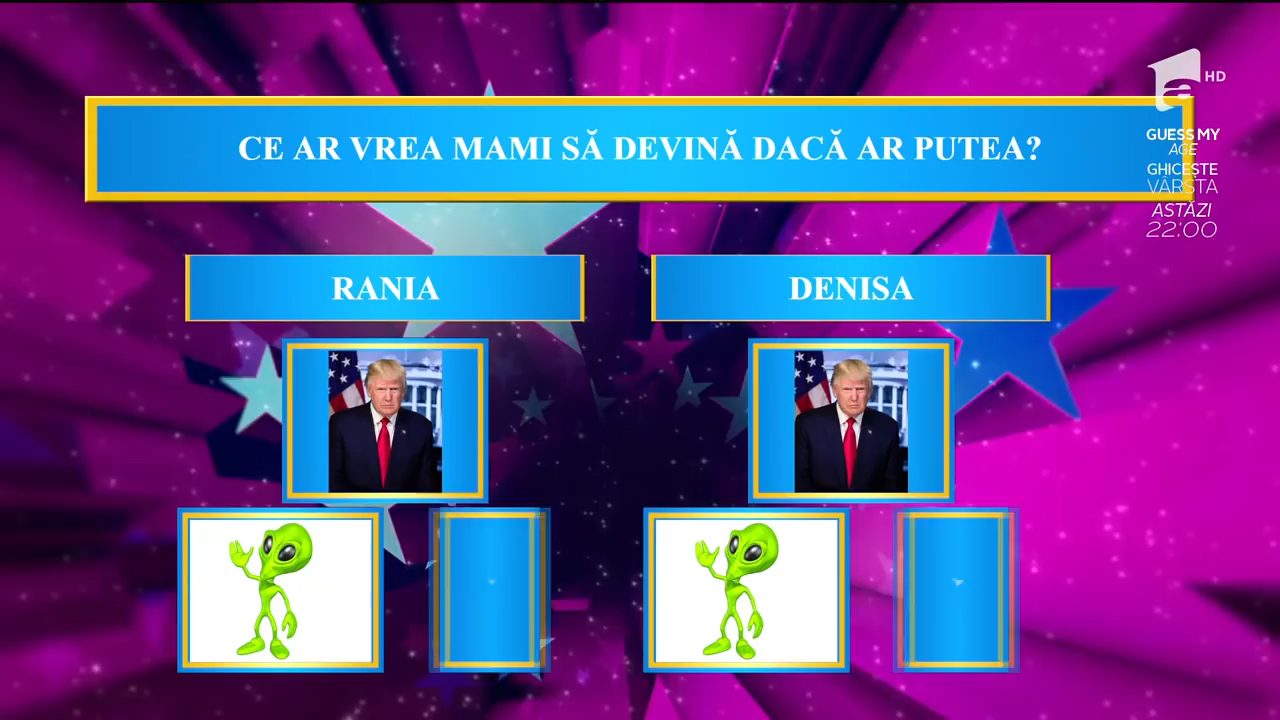 CE AR VREA MAMI SĂ DEVINĂ DACĂ AR PUTEA?
HD
GUESS MY
AGE
GHICEȘTE
VÂRSTA
ASTĂZI
22:00
RANIA
DENISA